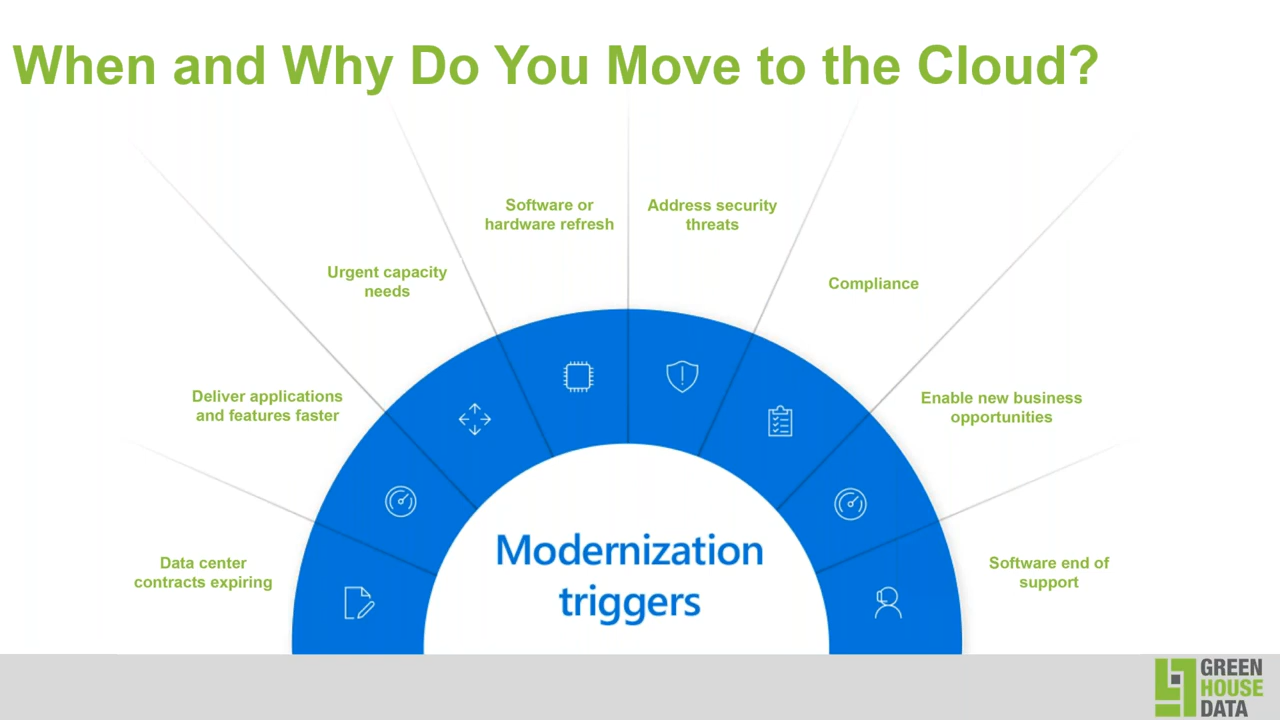 When and Why Do You Move to the Cloud?
Software or
hardware refresh
Address security
threats
Urgent capacity
needs
Compliance
Deliver applications
and features faster
Enable new business
opportunities
Data center
contracts expiring
Software end of
support
Modernization
triggers
GREEN
HOUSE
DATA